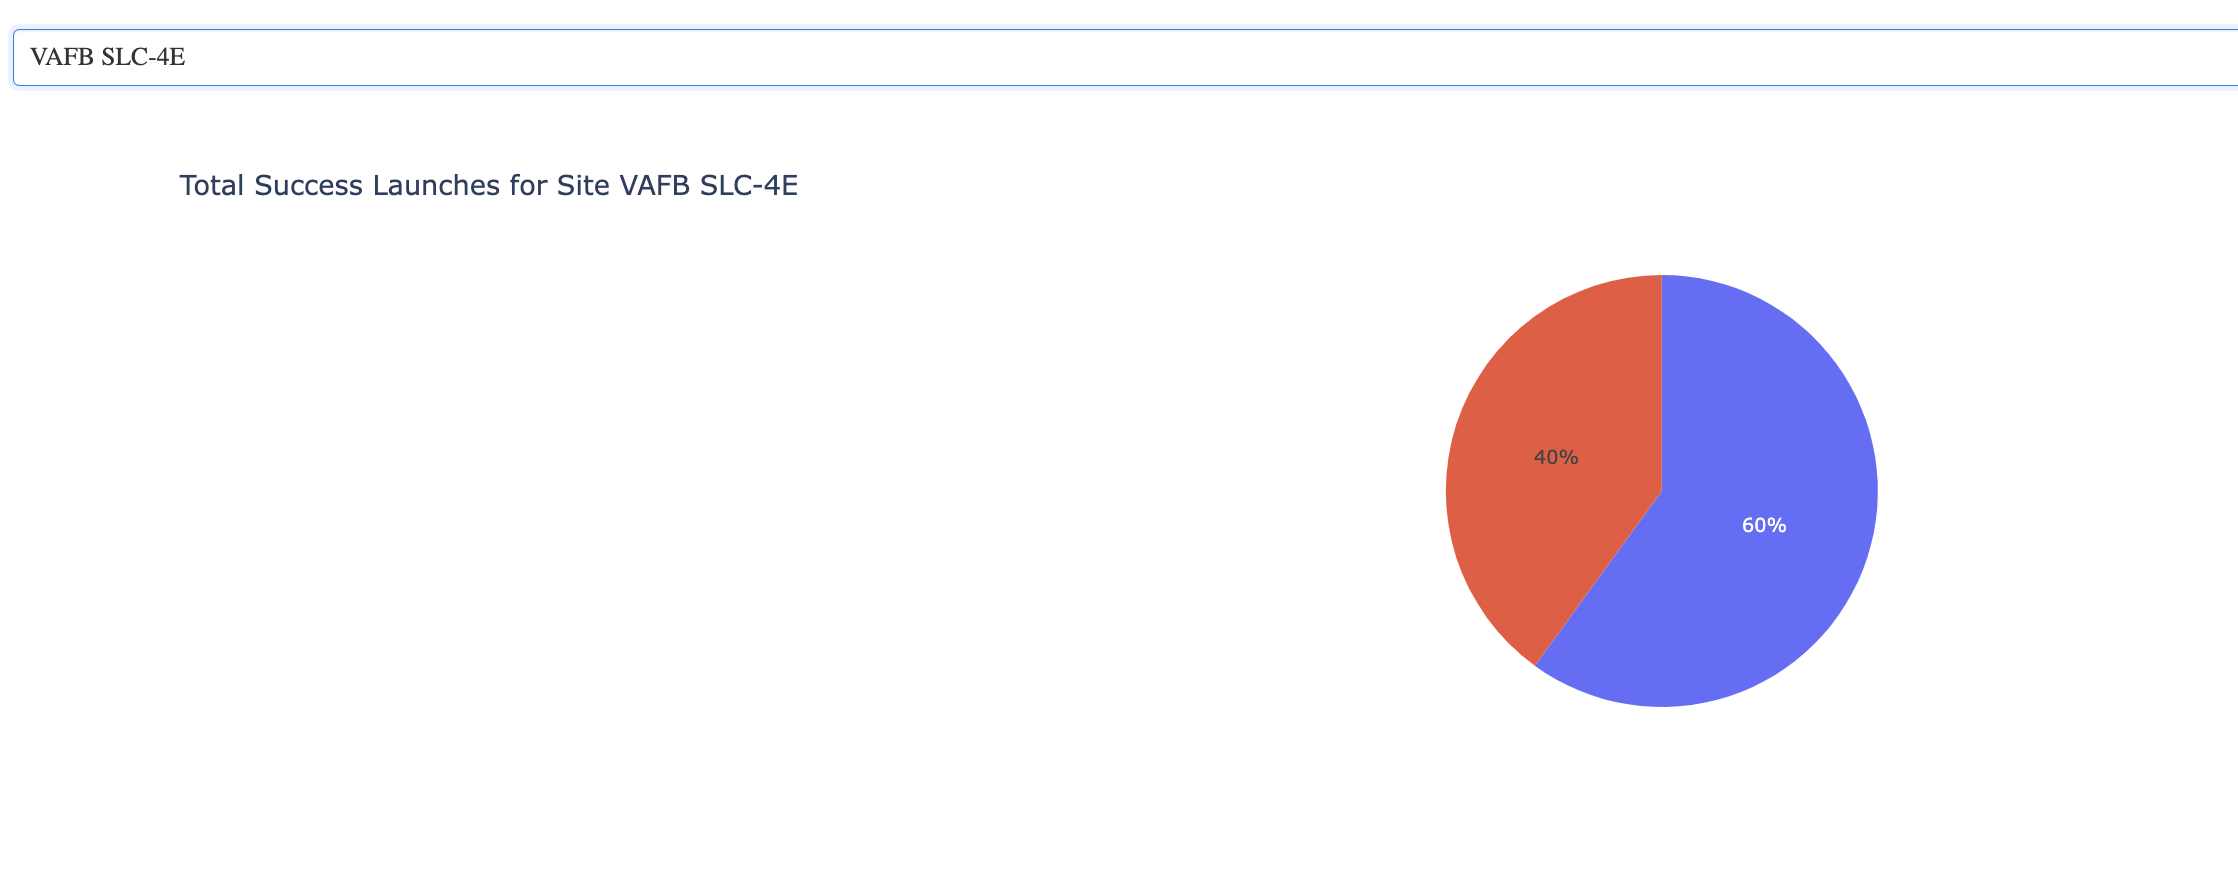 VAFB SLC-4E
Total Success Launches for Site VAFB SLC-4E
40%
60%